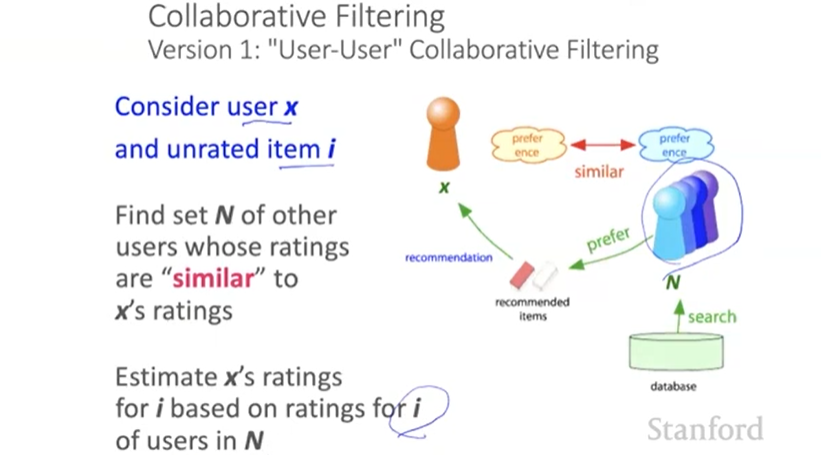 Collaborative Filtering
Version 1: "User-User" Collaborative Filtering
Consider user x
and unrated item i
Find set N of other
users whose ratings
are “similar” to
x’s ratings
Estimate x’s ratings
for i based on ratings for i
of users in N
prefer
ence
similar
prefer
ence
x
N
prefer
recommendation
recommended
items
search
database
Stanford